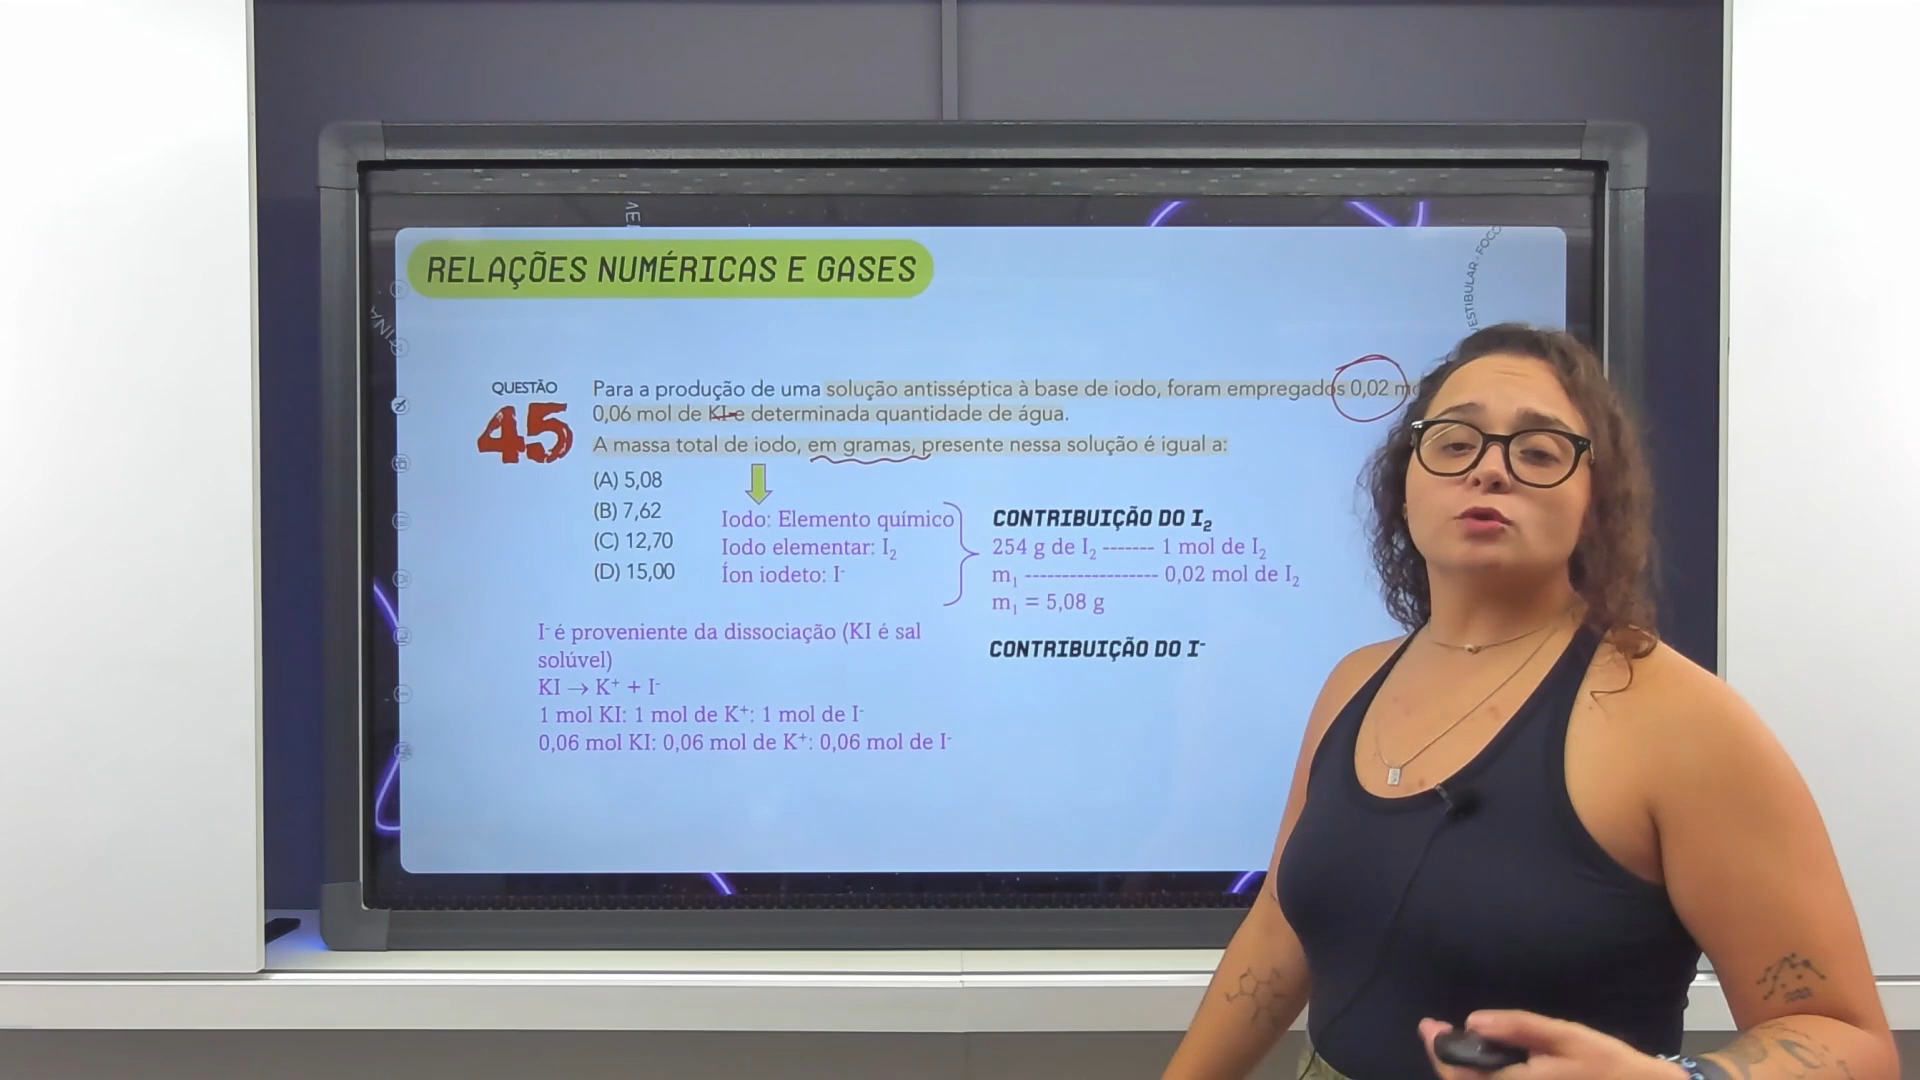 RELAÇÕES NUMÉRICAS E GASES
ESTIBULAR · FOCO
QUESTÃO
45
Para a produção de uma solução antisséptica à base de iodo, foram empregados 0,02
0,06 mol de KI e determinada quantidade de água.
A massa total de iodo, em gramas, presente nessa solução é igual a:
(A) 5,08
(B) 7,62
(C) 12,70
(D) 15,00
Iodo: Elemento químico
Iodo elementar: I₂
Íon iodeto: I⁻
CONTRIBUIÇÃO DO I₂
254 g de I₂ ------- 1 mol de I₂
m₁ ------------------ 0,02 mol de I₂
m₁ = 5,08 g
I⁻ é proveniente da dissociação (KI é sal
solúvel)
KI → K⁺ + I⁻
1 mol KI: 1 mol de K⁺: 1 mol de I⁻
0,06 mol KI: 0,06 mol de K⁺: 0,06 mol de I⁻
CONTRIBUIÇÃO DO I⁻